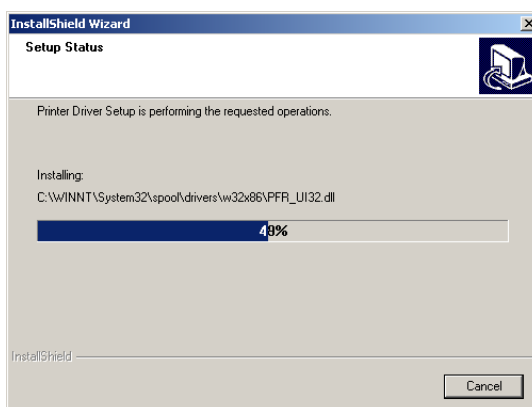 InstallShield Wizard
Setup Status
Printer Driver Setup is performing the requested operations.
Installing:
C:\WINNT\System32\spool\drivers\w32x86\PFR_UI32.dll
49%
InstallShield
Cancel